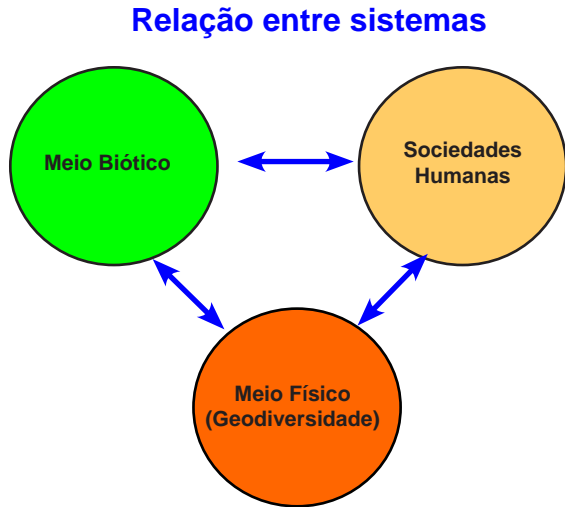 Relação entre sistemas
Meio Biótico
Sociedades
Humanas
Meio Físico
(Geodiversidade)